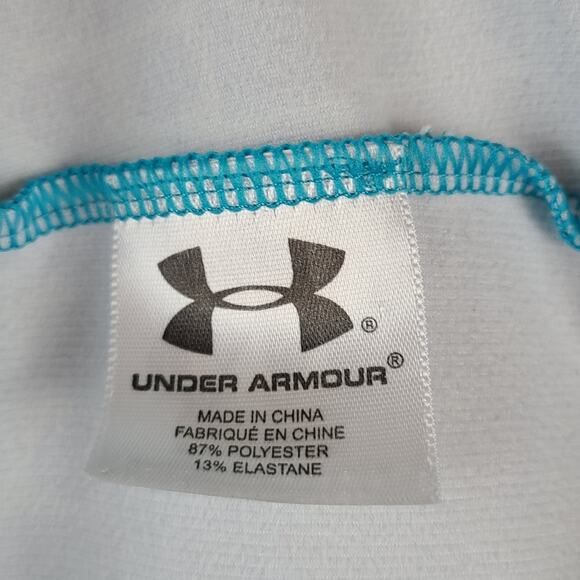 ®
UNDER ARMOUR®
MADE IN CHINA
FABRIQUÉ EN CHINE
87% POLYESTER
13% ELASTANE